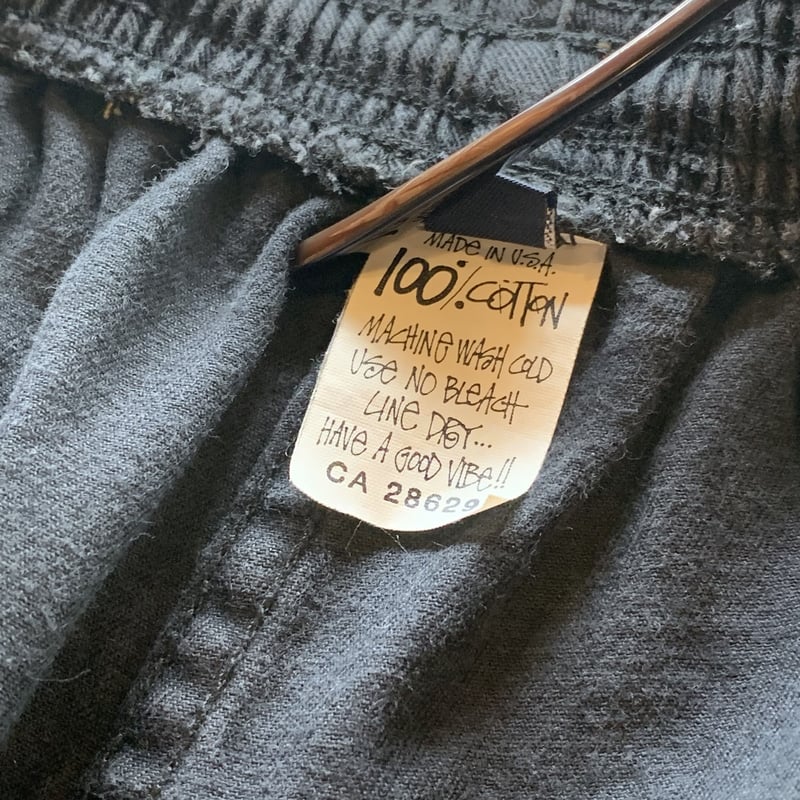 MADE IN U.S.A.
100% COTTON
MACHINE WASH COLD
USE NO BLEACH
LINE DRY...
HAVE A GOOD VIBE!!
CA 28629